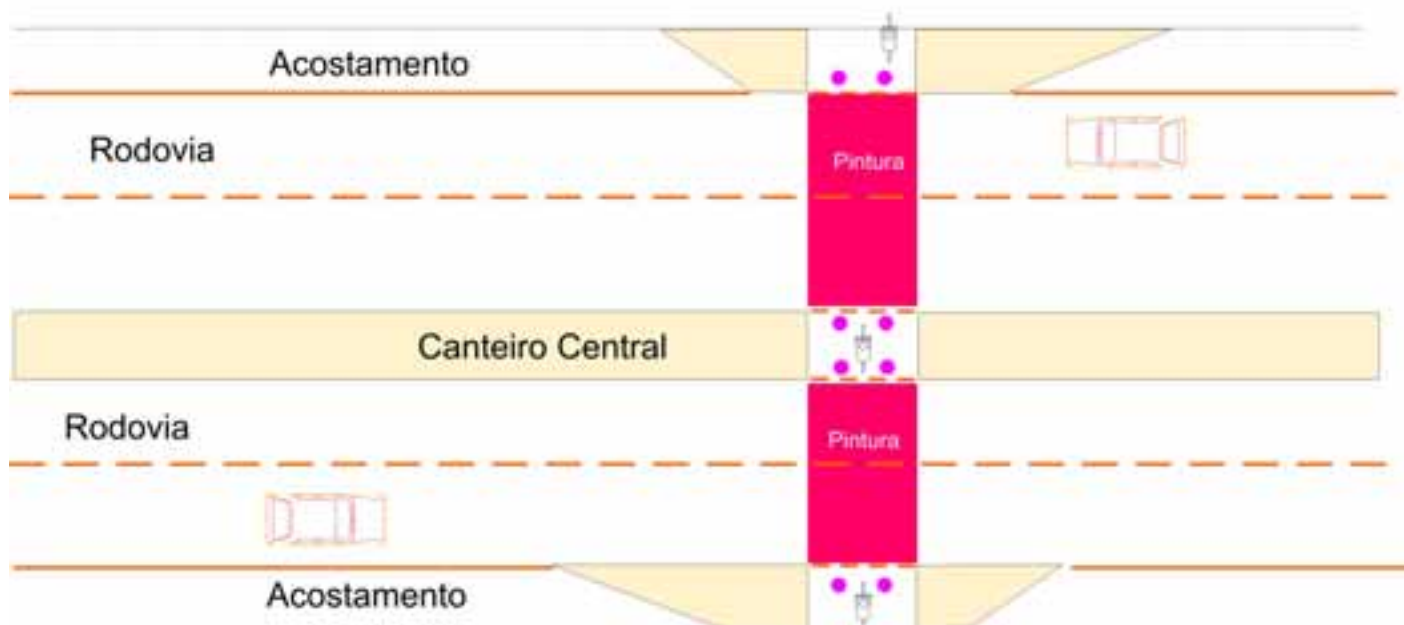 Acostamento
Rodovia
Pintura
Canteiro Central
Rodovia
Pintura
Acostamento